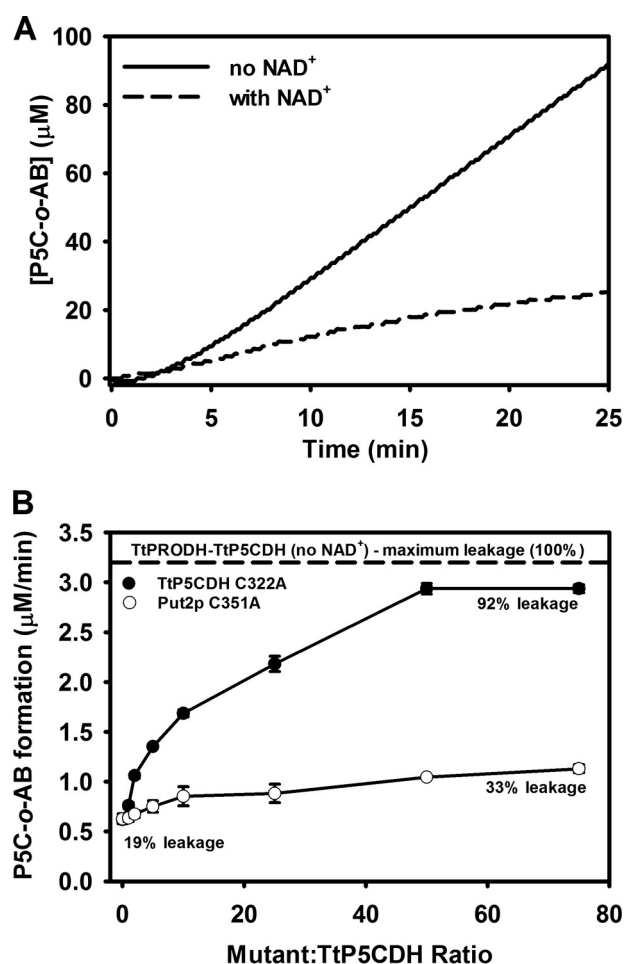 A
100
80
60
40
20
0
[P5C-o-AB] (μM)
no NAD+
with NAD+
0 5 10 15 20 25
Time (min)
B
3.5
3.0
2.5
2.0
1.5
1.0
0.5
0.0
P5C-o-AB formation (μM/min)
TtPRODH-TtP5CDH (no NAD+) - maximum leakage (100%)
TtP5CDH C322A
Put2p C351A
92% leakage
33% leakage
19% leakage
0 20 40 60 80
Mutant:TtP5CDH Ratio